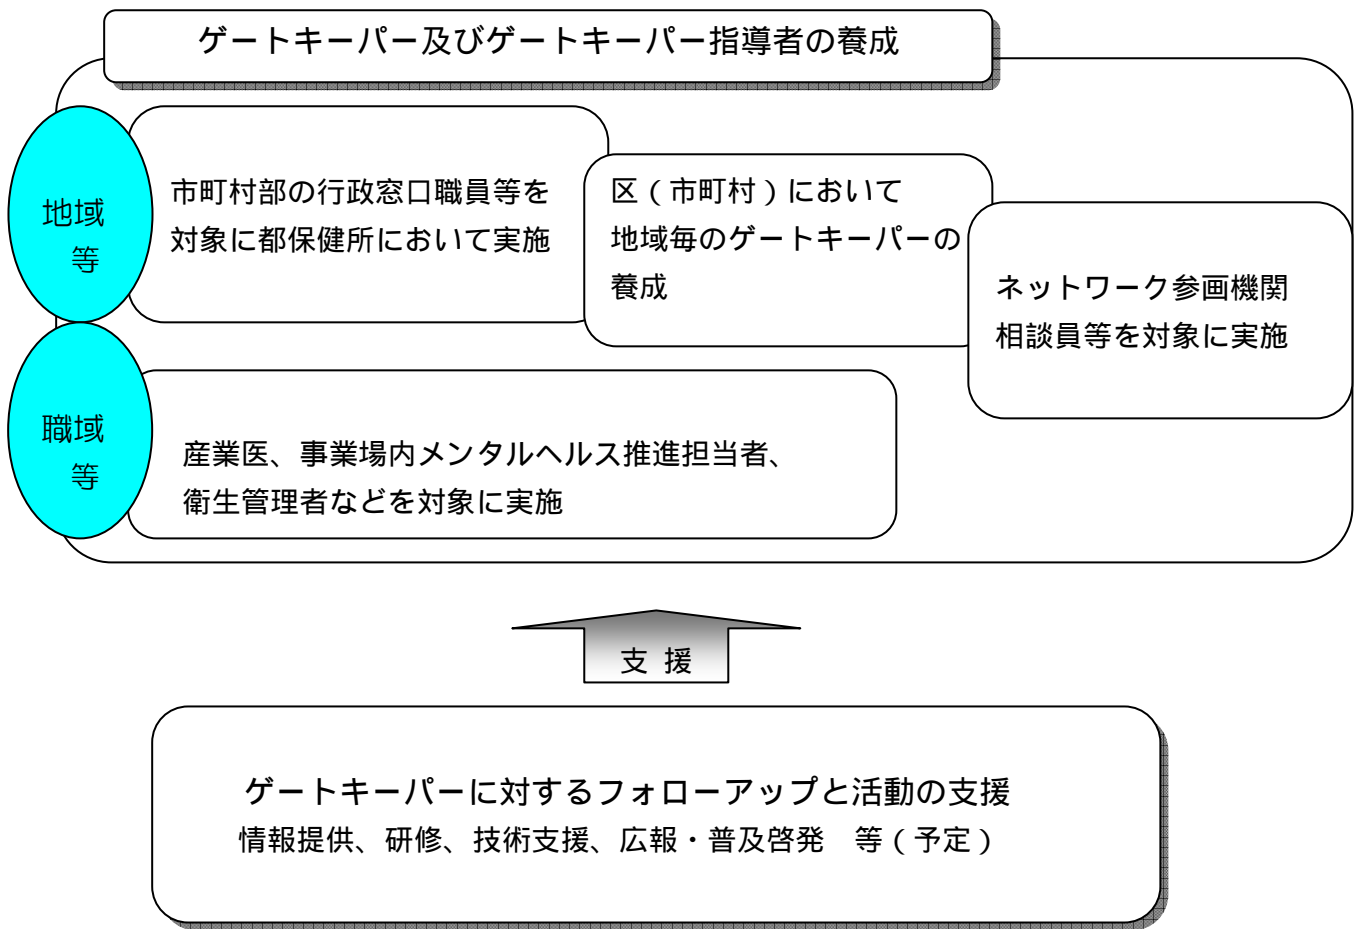 ゲートキーパー及びゲートキーパー指導者の養成
地域
等
市町村部の行政窓口職員等を
対象に都保健所において実施
区（市町村）において
地域毎のゲートキーパーの
養成
ネットワーク参画機関
相談員等を対象に実施
職域
等
産業医、事業場内メンタルヘルス推進担当者、
衛生管理者などを対象に実施
支 援
ゲートキーパーに対するフォローアップと活動の支援
情報提供、研修、技術支援、広報・普及啓発　等（予定）